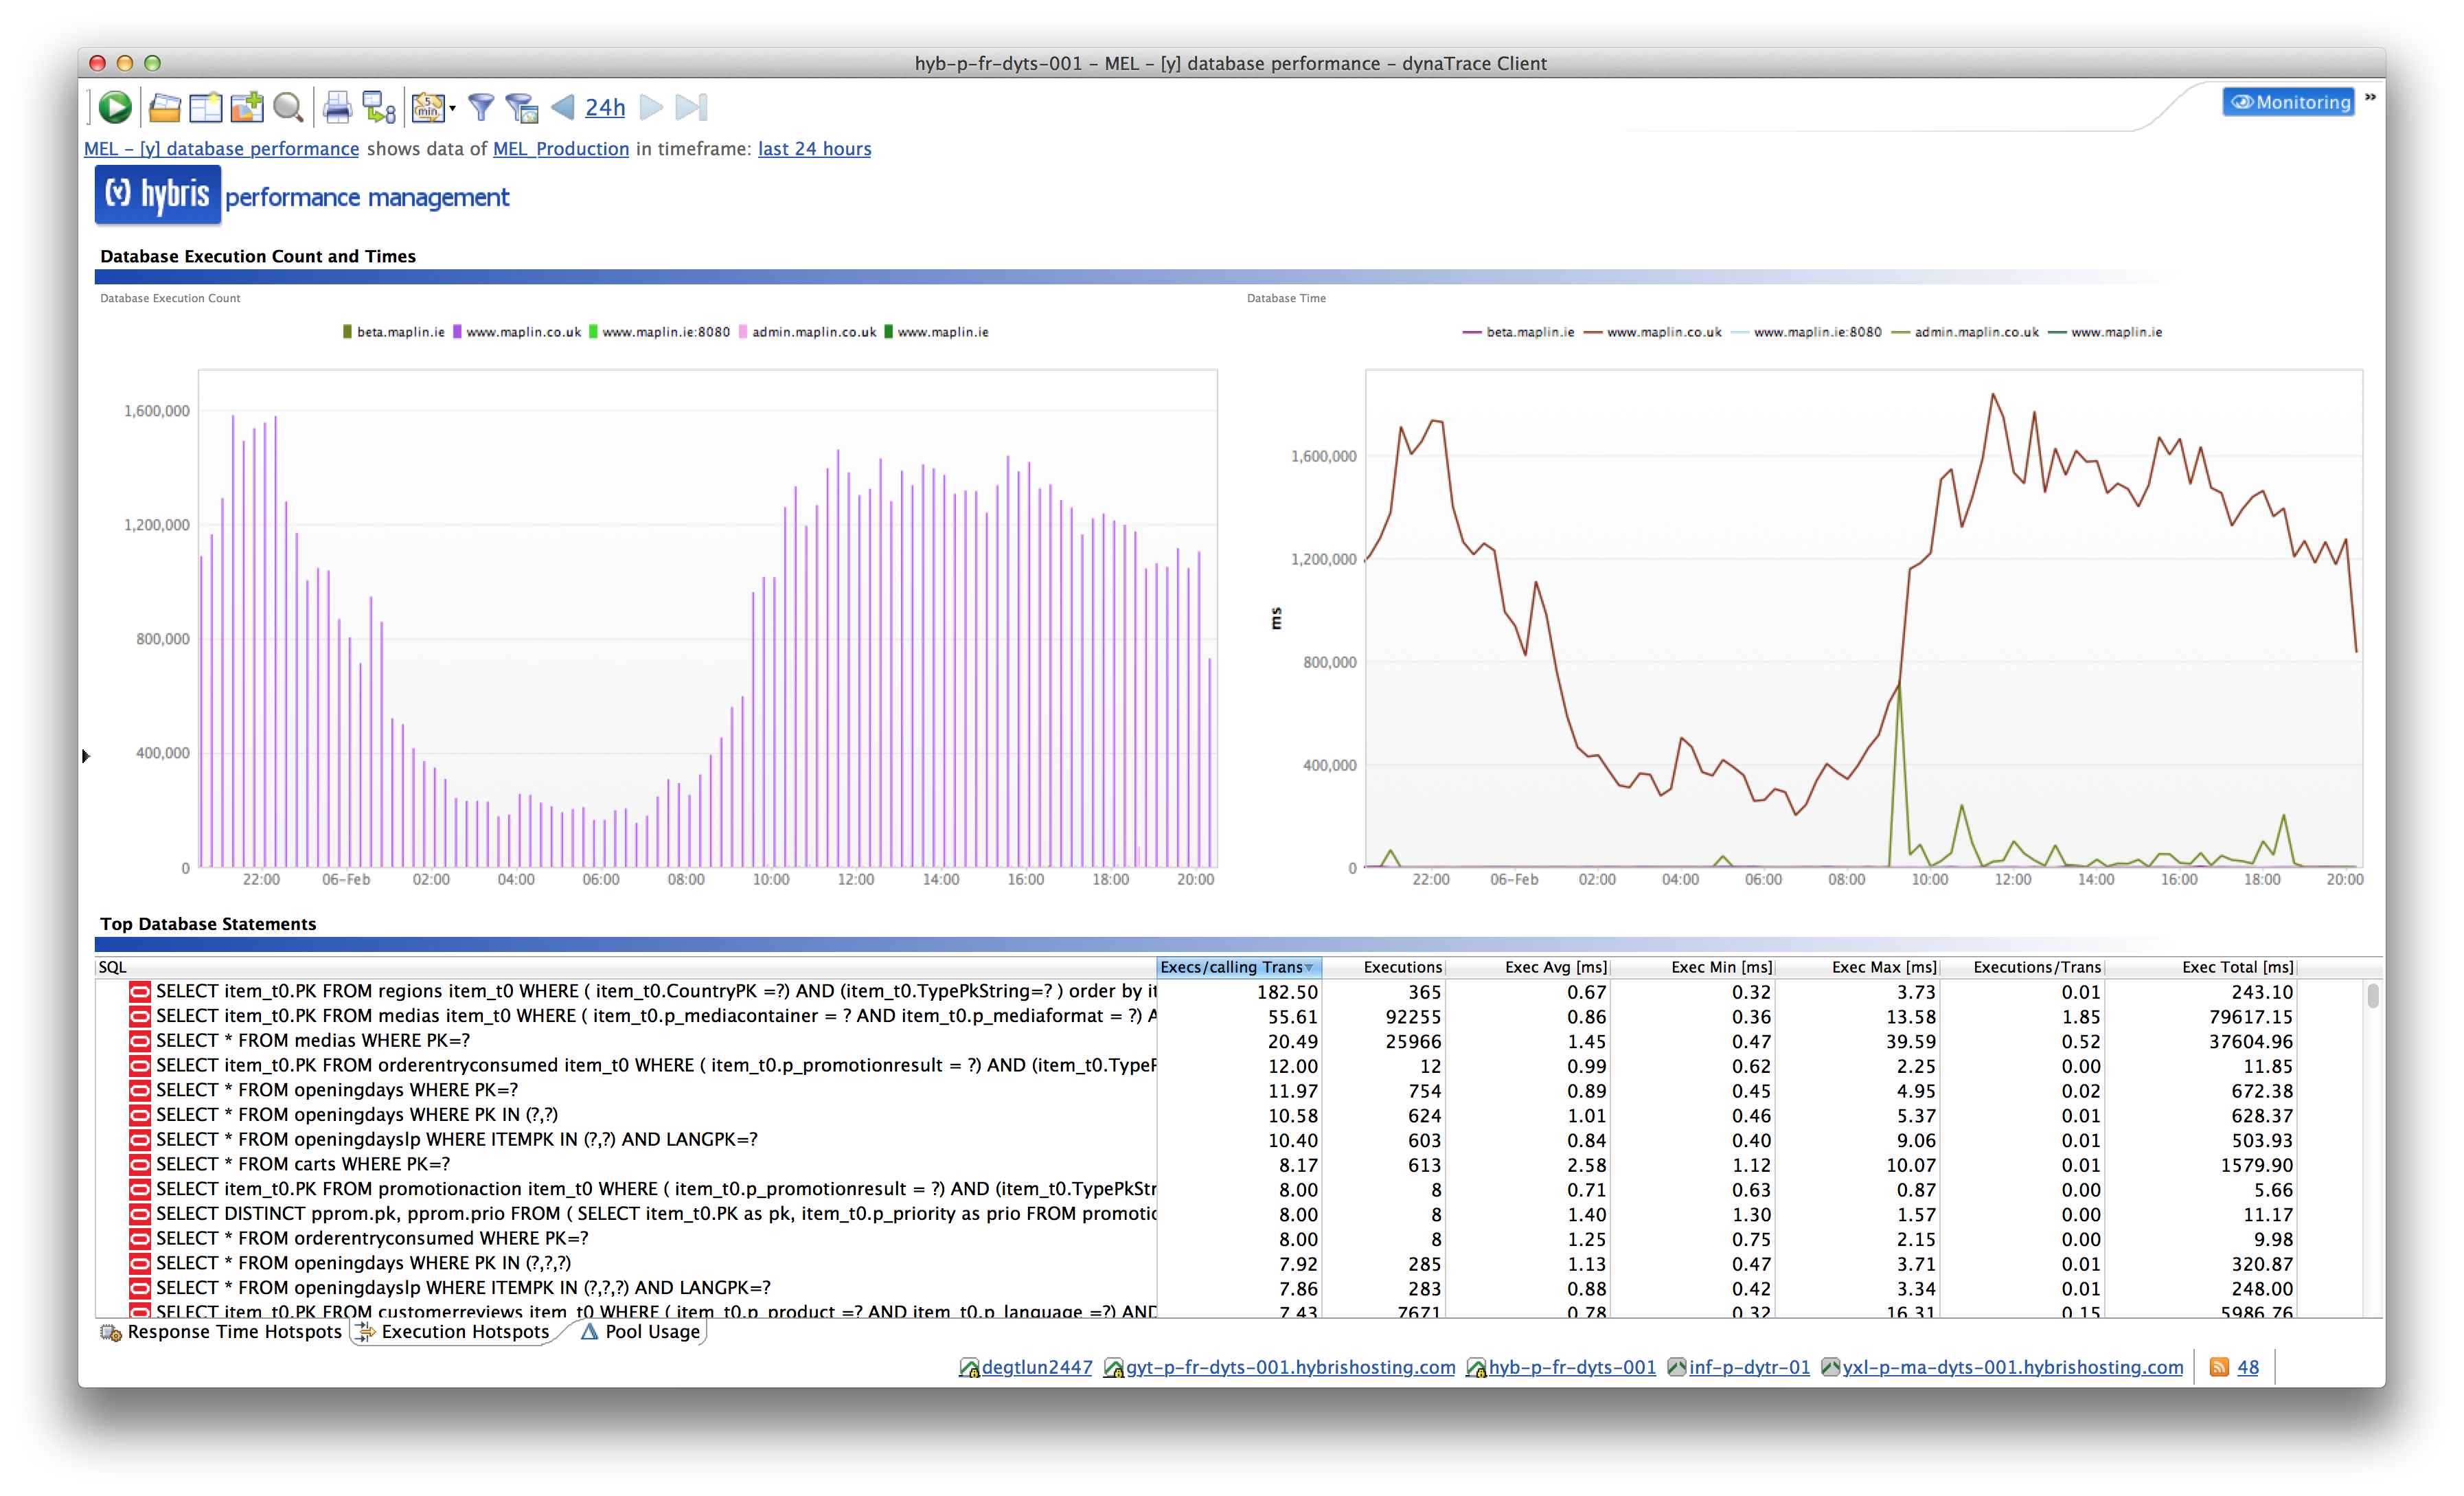 hyb-p-fr-dyts-001 – MEL – [y] database performance – dynaTrace Client
5 min 24h Monitoring »
MEL – [y] database performance shows data of MEL_Production in timeframe: last 24 hours
(y) hybris performance management
Database Execution Count and Times
Database Execution Count
Database Time
beta.maplin.ie www.maplin.co.uk www.maplin.ie:8080 admin.maplin.co.uk www.maplin.ie
beta.maplin.ie www.maplin.co.uk www.maplin.ie:8080 admin.maplin.co.uk www.maplin.ie
1,600,000
1,200,000
800,000
400,000
0
22:00 06-Feb 02:00 04:00 06:00 08:00 10:00 12:00 14:00 16:00 18:00 20:00
ms
1,600,000
1,200,000
800,000
400,000
0
22:00 06-Feb 02:00 04:00 06:00 08:00 10:00 12:00 14:00 16:00 18:00 20:00
Top Database Statements
SQL Execs/calling Trans Executions Exec Avg [ms] Exec Min [ms] Exec Max [ms] Executions/Trans Exec Total [ms]
SELECT item_t0.PK FROM regions item_t0 WHERE ( item_t0.CountryPK =?) AND (item_t0.TypePkString=? ) order by it 182.50 365 0.67 0.32 3.73 0.01 243.10
SELECT item_t0.PK FROM medias item_t0 WHERE ( item_t0.p_mediacontainer = ? AND item_t0.p_mediaformat = ?) A 55.61 92255 0.86 0.36 13.58 1.85 79617.15
SELECT * FROM medias WHERE PK=? 20.49 25966 1.45 0.47 39.59 0.52 37604.96
SELECT item_t0.PK FROM orderentryconsumed item_t0 WHERE ( item_t0.p_promotionresult = ?) AND (item_t0.TypeP 12.00 12 0.99 0.62 2.25 0.00 11.85
SELECT * FROM openingdays WHERE PK=? 11.97 754 0.89 0.45 4.95 0.02 672.38
SELECT * FROM openingdays WHERE PK IN (?,?) 10.58 624 1.01 0.46 5.37 0.01 628.37
SELECT * FROM openingdayslp WHERE ITEMPK IN (?,?) AND LANGPK=? 10.40 603 0.84 0.40 9.06 0.01 503.93
SELECT * FROM carts WHERE PK=? 8.17 613 2.58 1.12 10.07 0.01 1579.90
SELECT item_t0.PK FROM promotionaction item_t0 WHERE ( item_t0.p_promotionresult = ?) AND (item_t0.TypePkStr 8.00 8 0.71 0.63 0.87 0.00 5.66
SELECT DISTINCT pprom.pk, pprom.prio FROM ( SELECT item_t0.PK as pk, item_t0.p_priority as prio FROM promotio 8.00 8 1.40 1.30 1.57 0.00 11.17
SELECT * FROM orderentryconsumed WHERE PK=? 8.00 8 1.25 0.75 2.15 0.00 9.98
SELECT * FROM openingdays WHERE PK IN (?,?,?) 7.92 285 1.13 0.47 3.71 0.01 320.87
SELECT * FROM openingdayslp WHERE ITEMPK IN (?,?,?) AND LANGPK=? 7.86 283 0.88 0.42 3.34 0.01 248.00
SELECT item_t0.PK FROM customerreviews item_t0 WHERE ( item_t0.p_product =? AND item_t0.p_language =?) AND 7.43 7671 0.78 0.32 16.31 0.15 5986.76
Response Time Hotspots Execution Hotspots Pool Usage
degtlun2447 gyt-p-fr-dyts-001.hybrishosting.com hyb-p-fr-dyts-001 inf-p-dytr-01 yxl-p-ma-dyts-001.hybrishosting.com 48